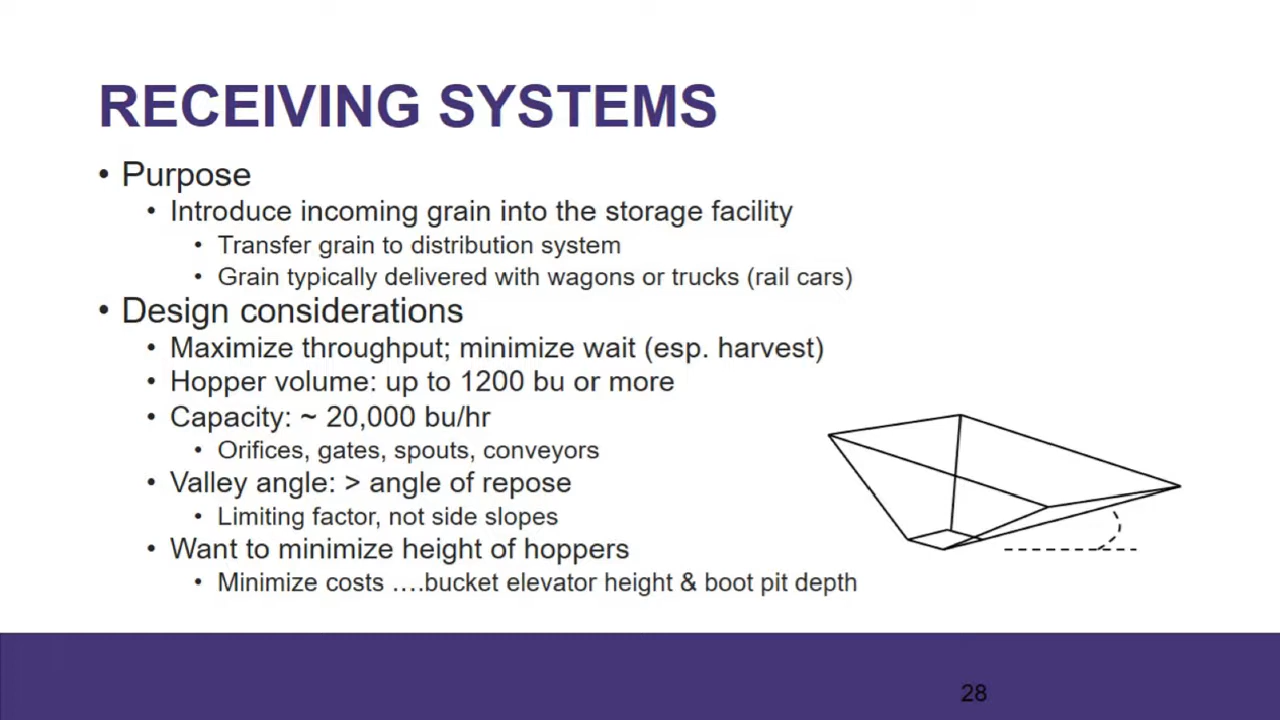 RECEIVING SYSTEMS
• Purpose
• Introduce incoming grain into the storage facility
• Transfer grain to distribution system
• Grain typically delivered with wagons or trucks (rail cars)
• Design considerations
• Maximize throughput; minimize wait (esp. harvest)
• Hopper volume: up to 1200 bu or more
• Capacity: ~ 20,000 bu/hr
• Orifices, gates, spouts, conveyors
• Valley angle: > angle of repose
• Limiting factor, not side slopes
• Want to minimize height of hoppers
• Minimize costs ….bucket elevator height & boot pit depth
28